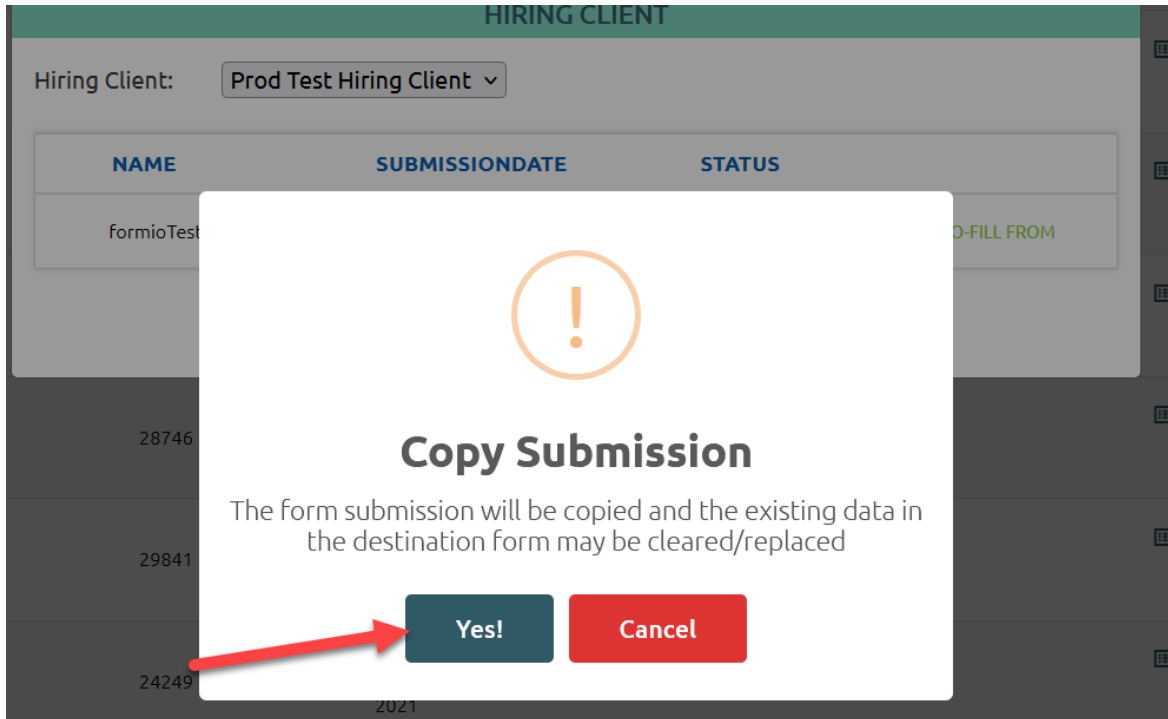 HIRING CLIENT
Hiring Client: Prod Test Hiring Client
NAME SUBMISSIONDATE STATUS
formioTest O-FILL FROM
!
Copy Submission
The form submission will be copied and the existing data in
the destination form may be cleared/replaced
Yes! Cancel
28746
29841
24249
2021